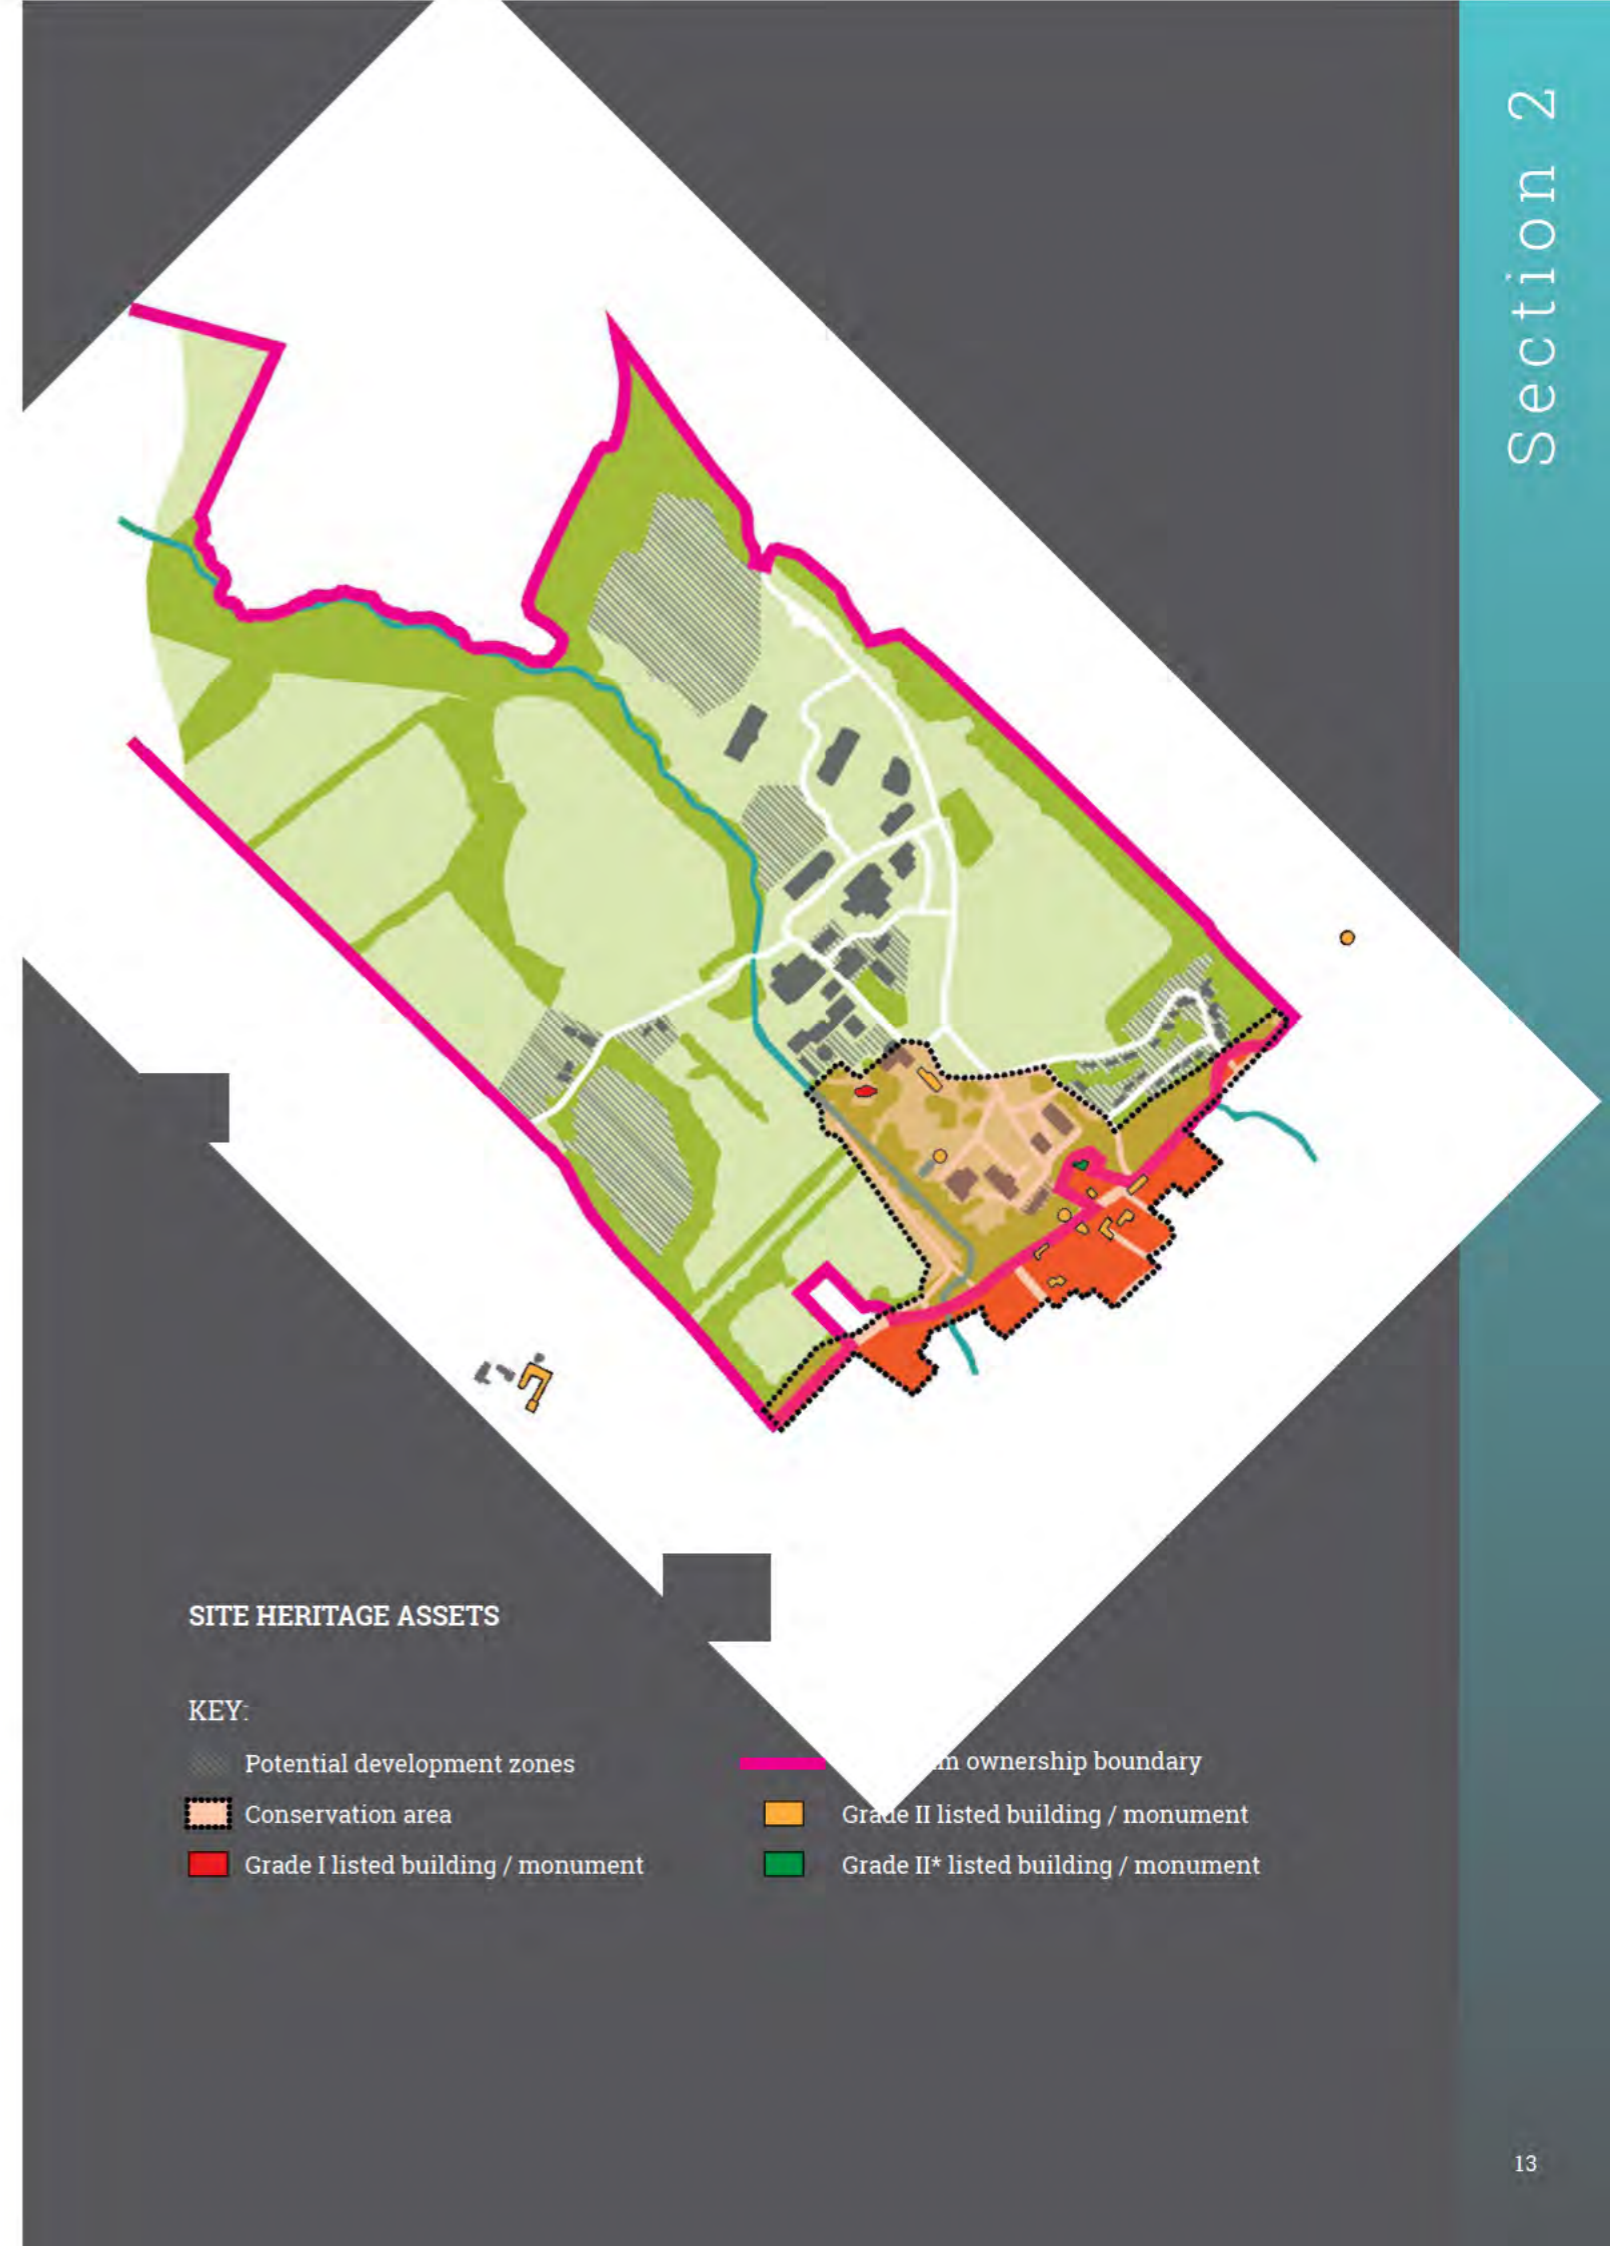 Section 2
SITE HERITAGE ASSETS
KEY:
Potential development zones
Conservation area
Grade I listed building / monument
ownership boundary
Grade II listed building / monument
Grade II* listed building / monument
13